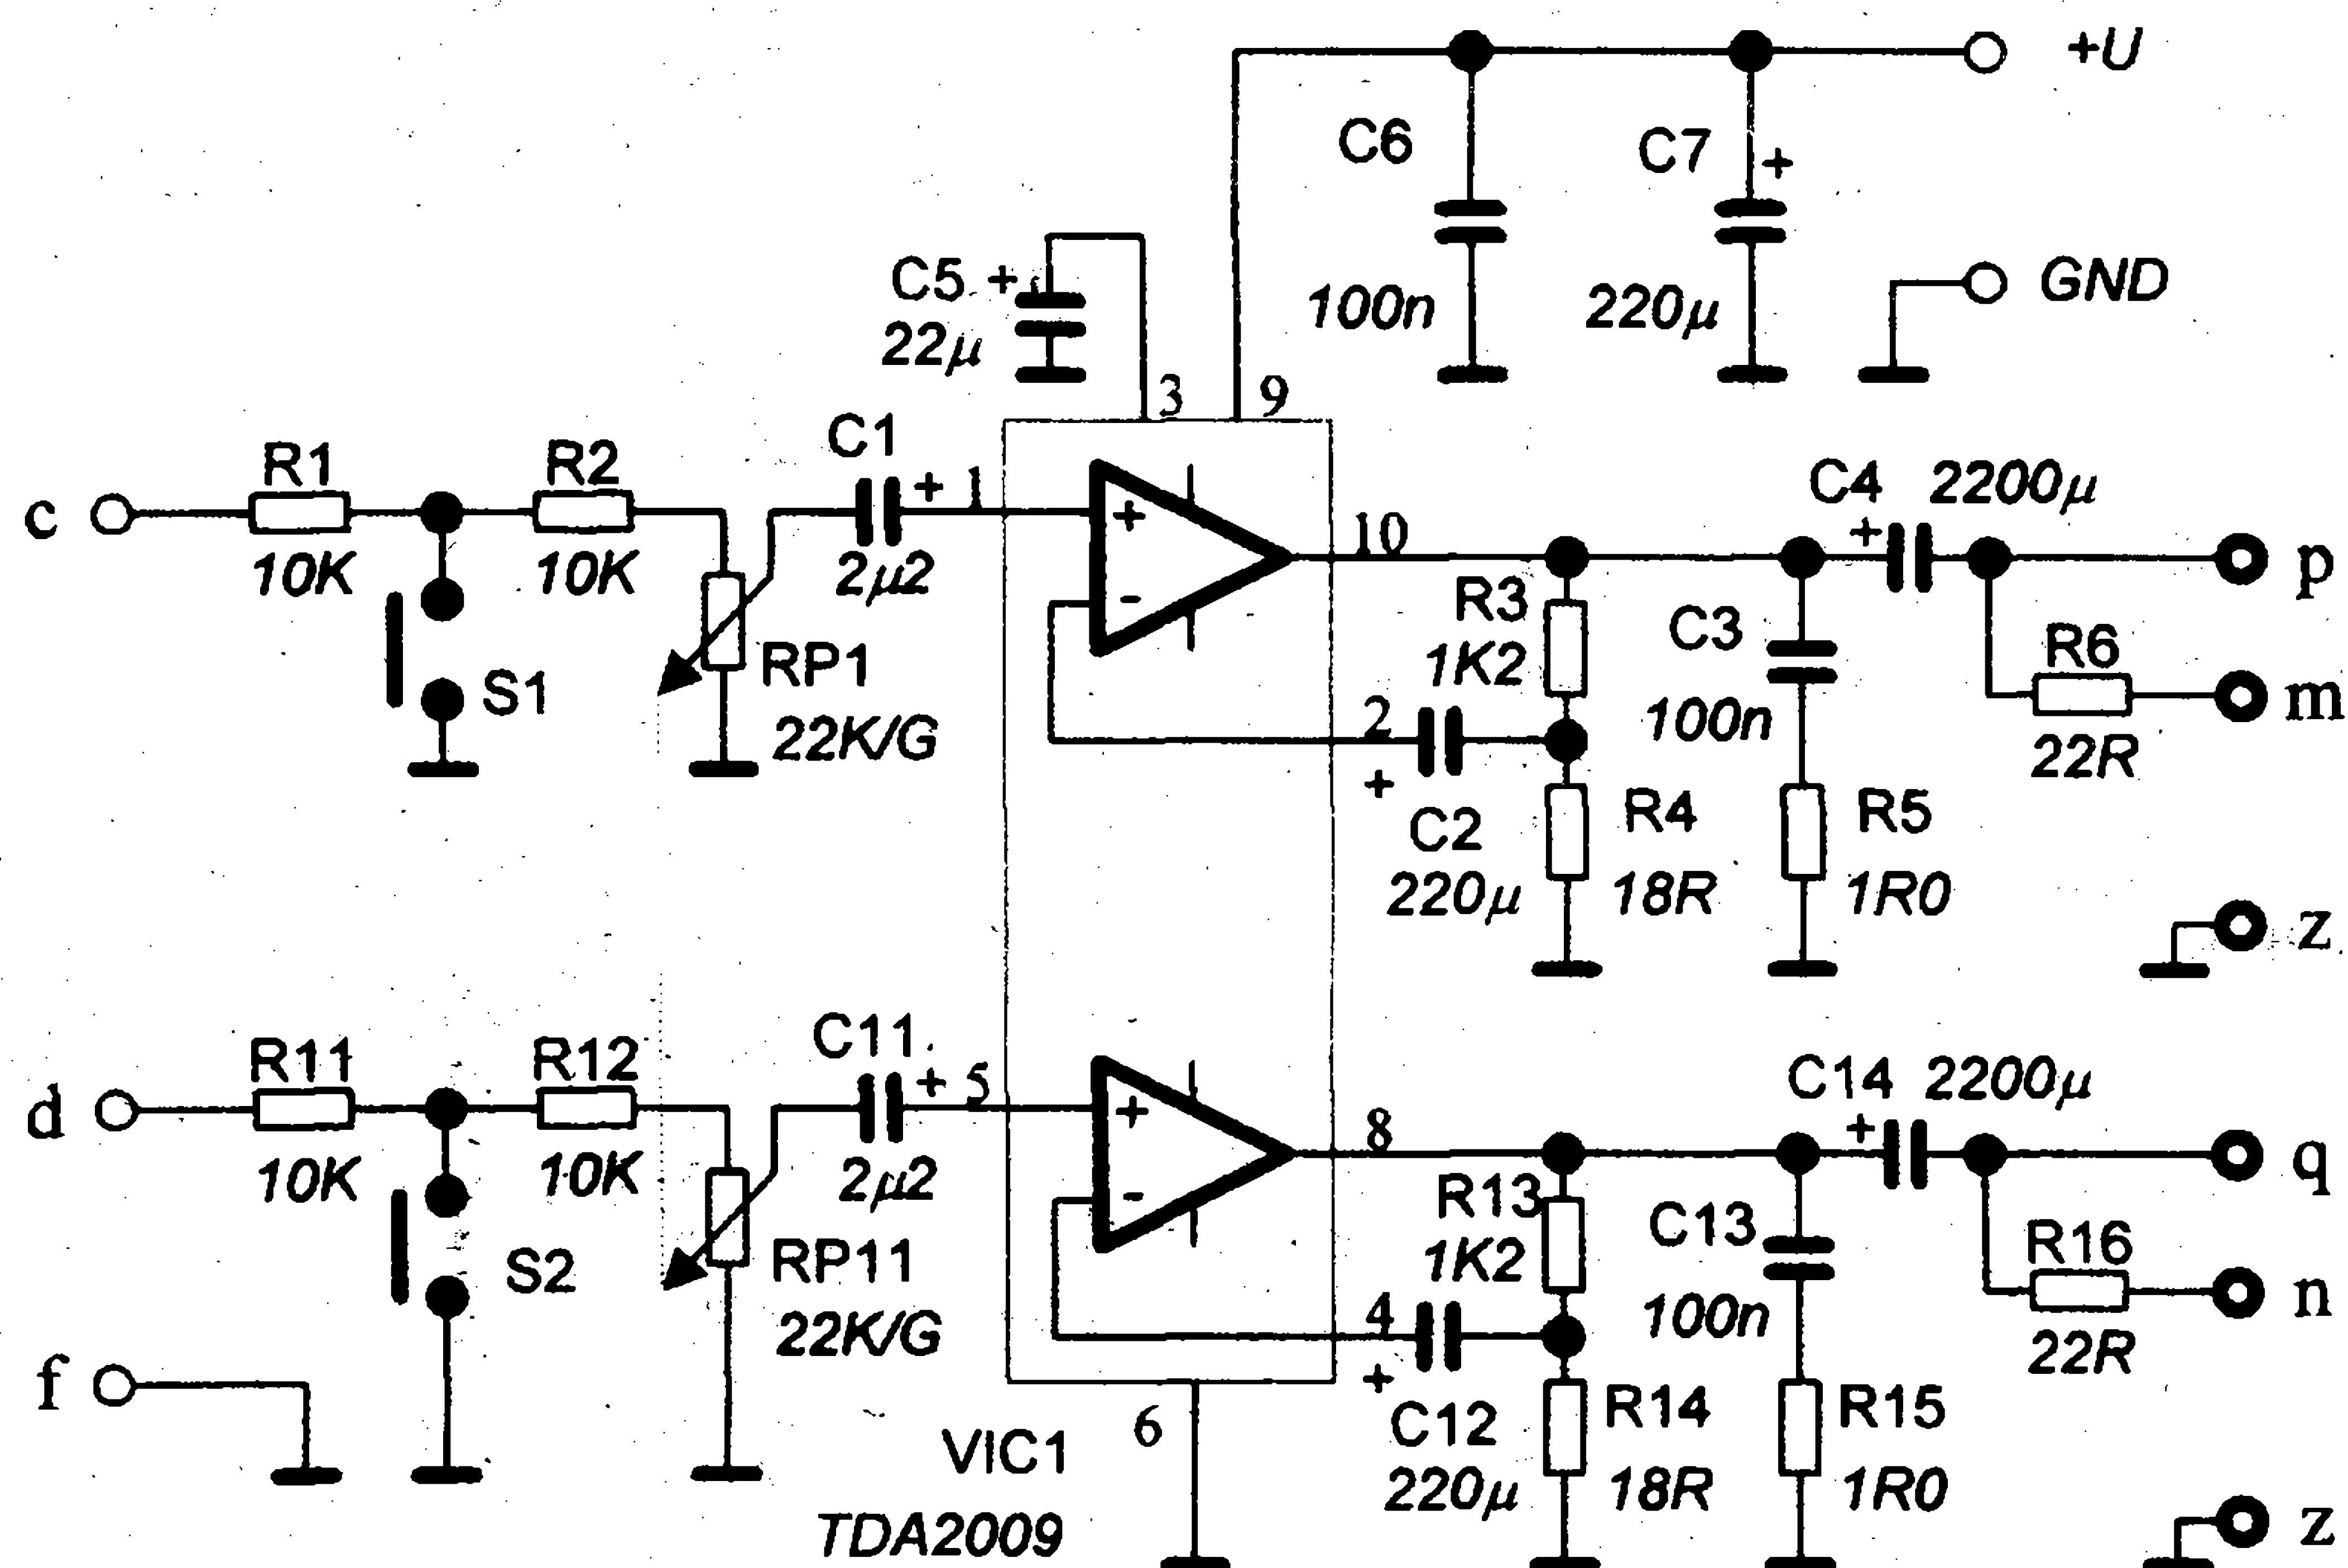 +U
C6
C7
+
GND
C5
+
22µ
100n
220µ
3
9
C1
R1
R2
+
1
C4
2200µ
c
+
10
+
p
10K
10K
2µ2
-
R3
C3
1K2
R6
S1
RP1
m
22K/G
2
100n
22R
+
C2
R4
R5
220µ
18R
1R0
z
C11
R11
R12
+
5
C14
2200µ
d
+
8
+
q
10K
10K
2µ2
-
R13
C13
1K2
R16
S2
RP11
n
22K/G
4
100n
22R
f
+
6
C12
R14
R15
VIC1
220µ
18R
1R0
TDA2009
z